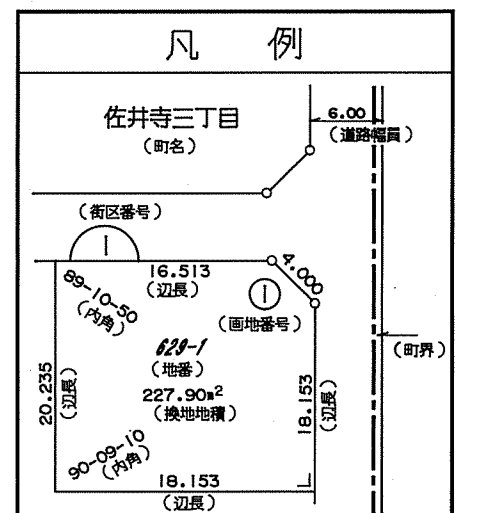 凡 例
佐井寺三丁目
(町名)
6.00
(道路幅員)
(街区番号)
1
16.513
(辺長)
4.000
89-10-50
(内角)
1
(画地番号)
629-1
(地番)
227.90m²
(換地地積)
20.235
(辺長)
18.153
(辺長)
(町界)
90-09-10
(内角)
18.153
(辺長)